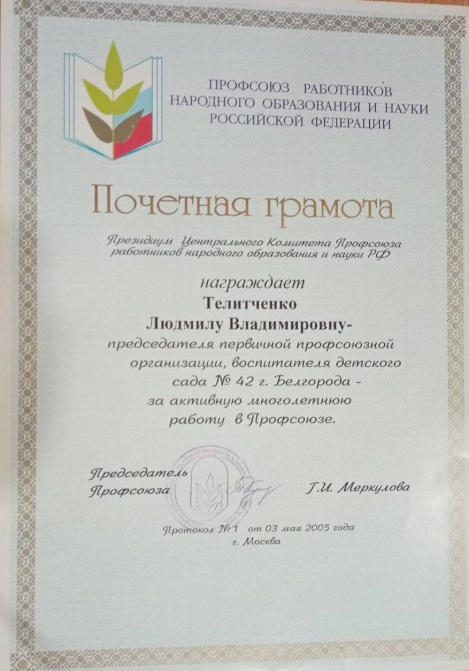 ПРОФСОЮЗ РАБОТНИКОВ
НАРОДНОГО ОБРАЗОВАНИЯ И НАУКИ
РОССИЙСКОЙ ФЕДЕРАЦИИ
Почетная грамота
Президиум Центрального Комитета Профсоюза
работников народного образования и науки РФ
награждает
Телитченко
Людмилу Владимировну-
председателя первичной профсоюзной
организации, воспитателя детского
сада № 42 г. Белгорода -
за активную многолетнюю
работу в Профсоюзе.
Председатель
Профсоюза Г.И. Меркулова
Протокол № 1 от 03 мая 2005 года
г. Москва